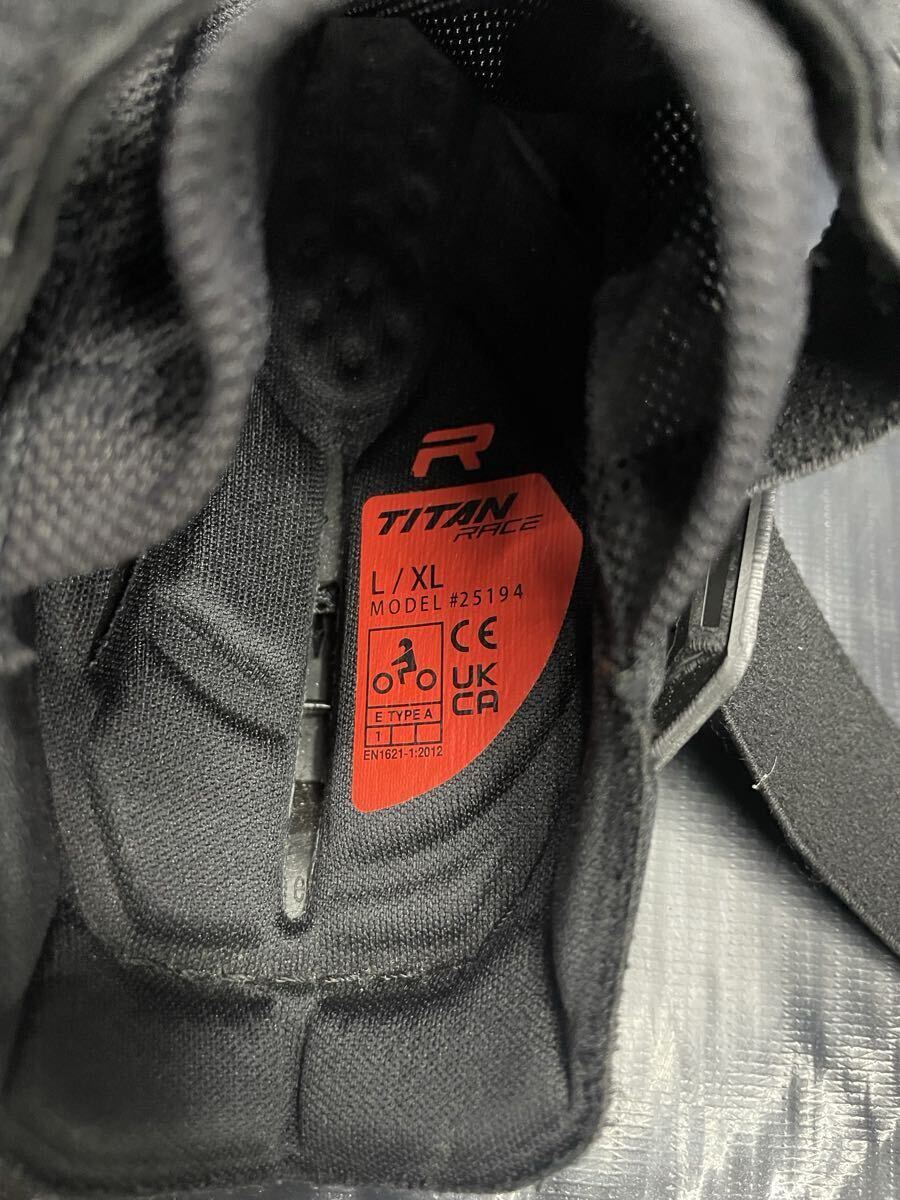 R
TITAN
RACE
L / XL
MODEL #25194
CE
UK
CA
E TYPE A
1
EN1621-1:2012
e